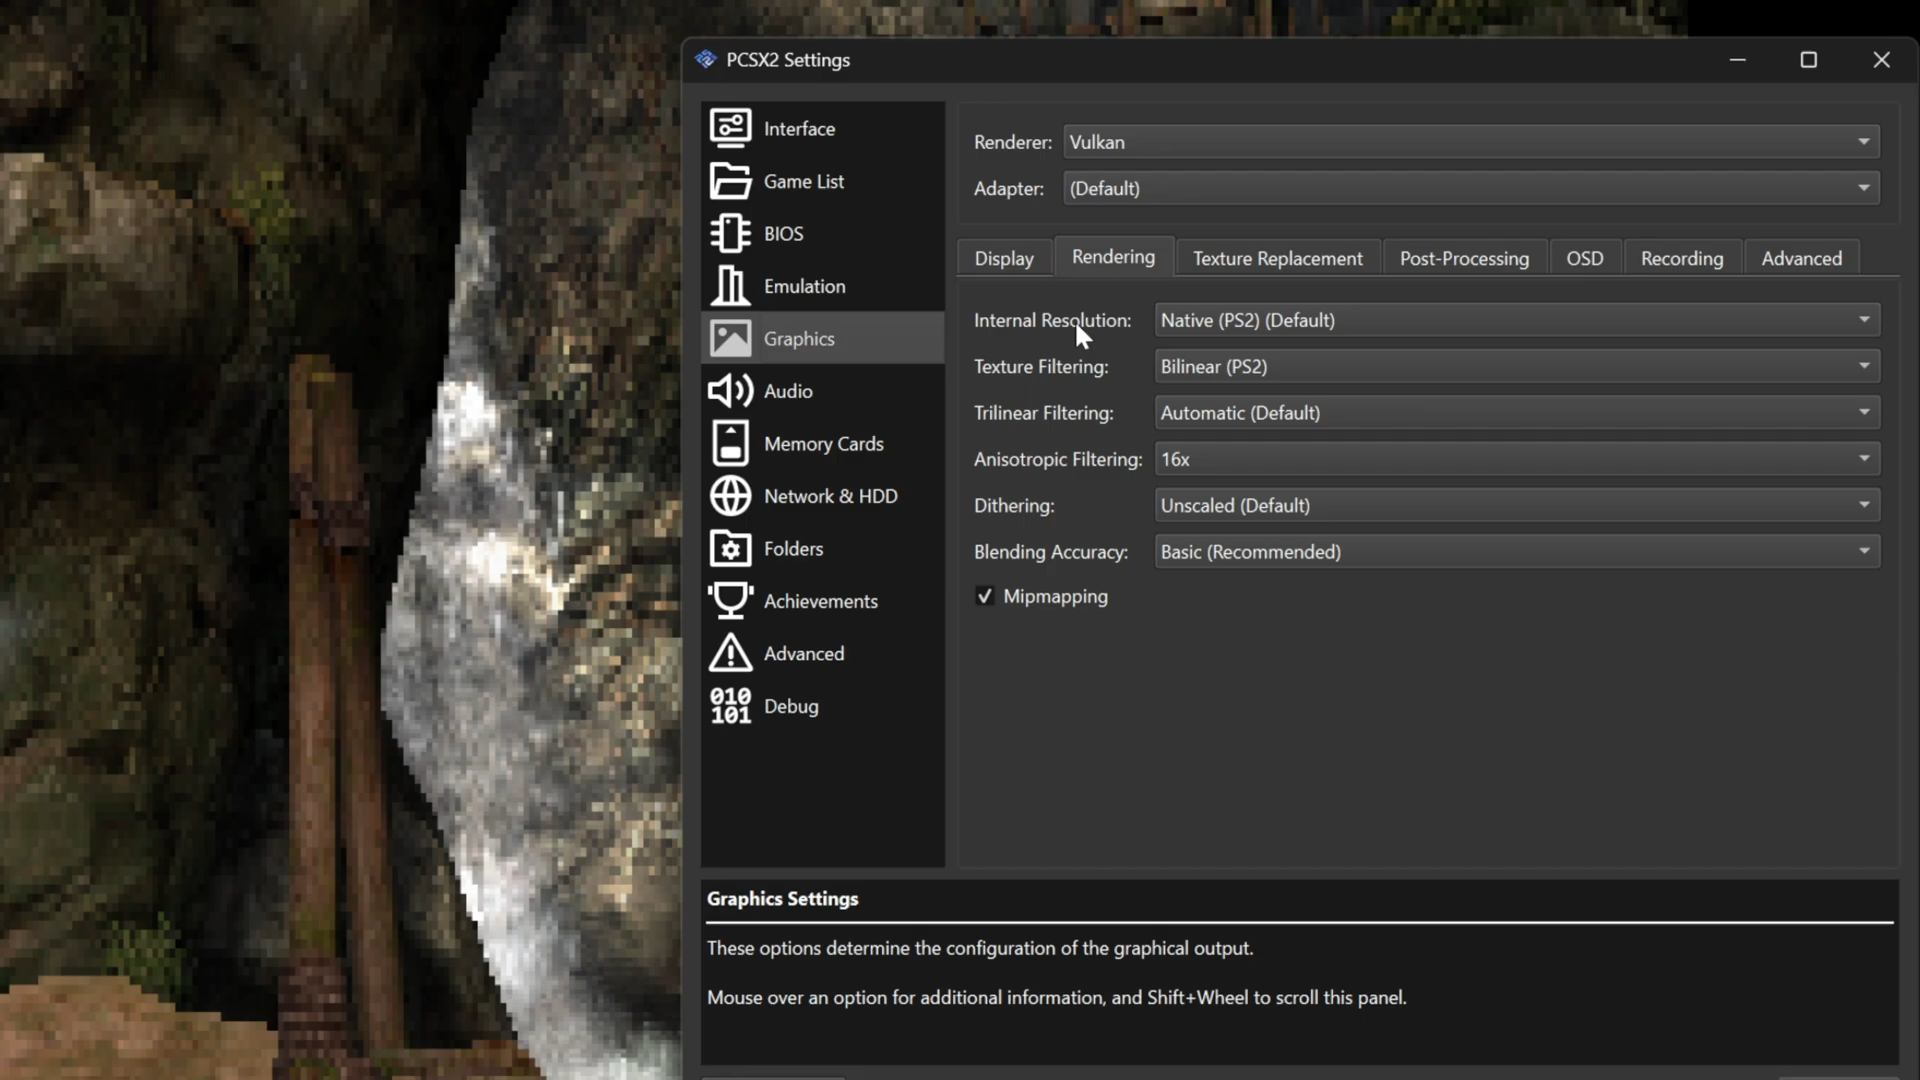 PCSX2 Settings
Interface
Game List
BIOS
Emulation
Graphics
Audio
Memory Cards
Network & HDD
Folders
Achievements
Advanced
010
101 Debug
Renderer: Vulkan
Adapter: (Default)
Display Rendering Texture Replacement Post-Processing OSD Recording Advanced
Internal Resolution: Native (PS2) (Default)
Texture Filtering: Bilinear (PS2)
Trilinear Filtering: Automatic (Default)
Anisotropic Filtering: 16x
Dithering: Unscaled (Default)
Blending Accuracy: Basic (Recommended)
Mipmapping
Graphics Settings
These options determine the configuration of the graphical output.
Mouse over an option for additional information, and Shift+Wheel to scroll this panel.